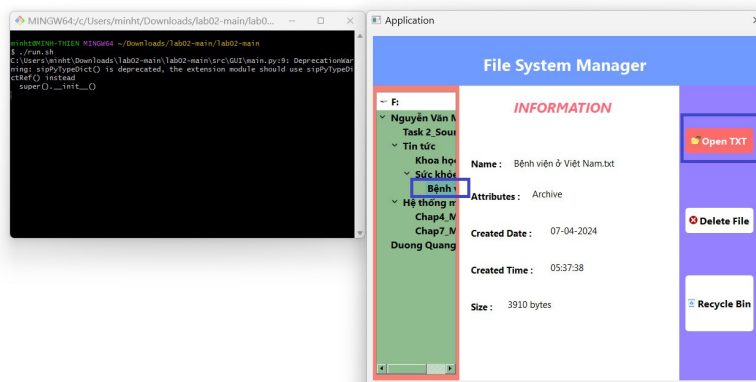 MINGW64:/c/Users/minht/Downloads/lab02-main/lab0...
minht@MINH-THIEN MINGW64 ~/Downloads/lab02-main/lab02-main
$ ./run.sh
C:\Users\minht\Downloads\lab02-main\lab02-main\src\GUI\main.py:9: DeprecationWar
ning: sipPyTypeDict() is deprecated, the extension module should use sipPyTypeDi
ctRef() instead
super().__init__()
Application
File System Manager
F:
Nguyễn Văn
Task 2_Sour
Tin tức
Khoa học
Sức khỏe
Bệnh
Hệ thống m
Chap4_M
Chap7_M
Duong Quang
INFORMATION
Name : Bệnh viện ở Việt Nam.txt
Attributes : Archive
Created Date : 07-04-2024
Created Time : 05:37:38
Size : 3910 bytes
Open TXT
Delete File
Recycle Bin